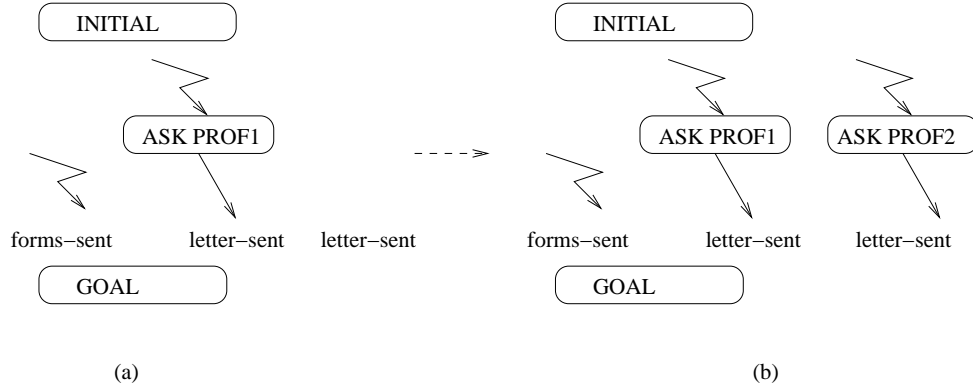 INITIAL INITIAL
ASK PROF1 ASK PROF1 ASK PROF2
forms−sent letter−sent letter−sent forms−sent letter−sent letter−sent
GOAL GOAL
(a) (b)